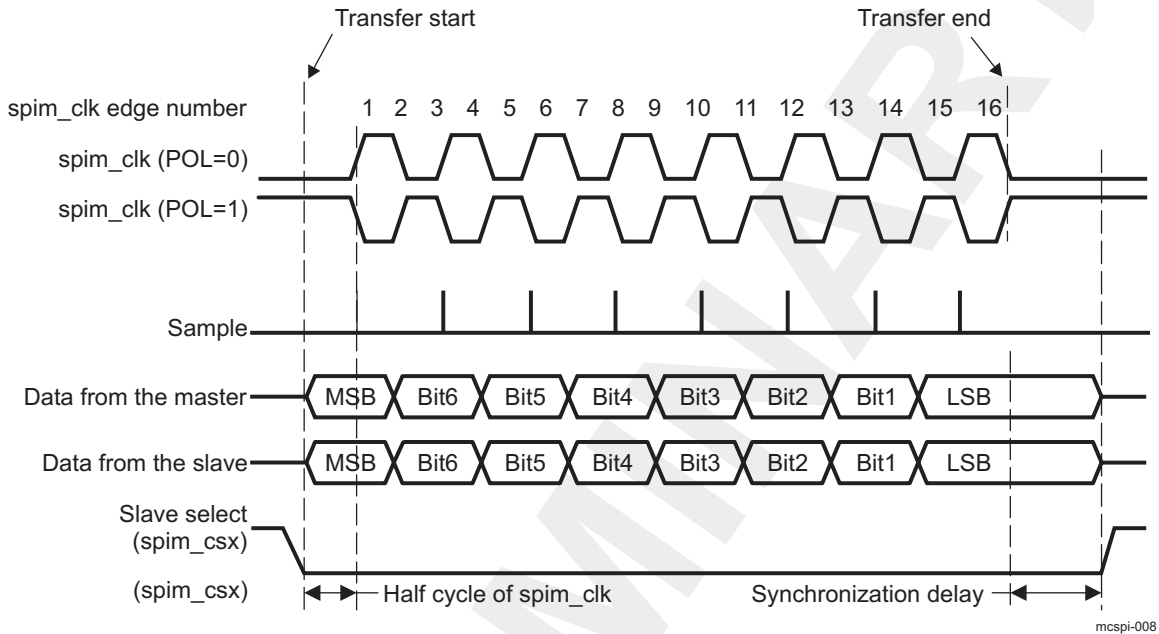 Transfer start Transfer end
spim_clk edge number 1 2 3 4 5 6 7 8 9 10 11 12 13 14 15 16
spim_clk (POL=0)
spim_clk (POL=1)
Sample
Data from the master MSB Bit6 Bit5 Bit4 Bit3 Bit2 Bit1 LSB
Data from the slave MSB Bit6 Bit5 Bit4 Bit3 Bit2 Bit1 LSB
Slave select
(spim_csx)
(spim_csx) Half cycle of spim_clk Synchronization delay
mcspi-008